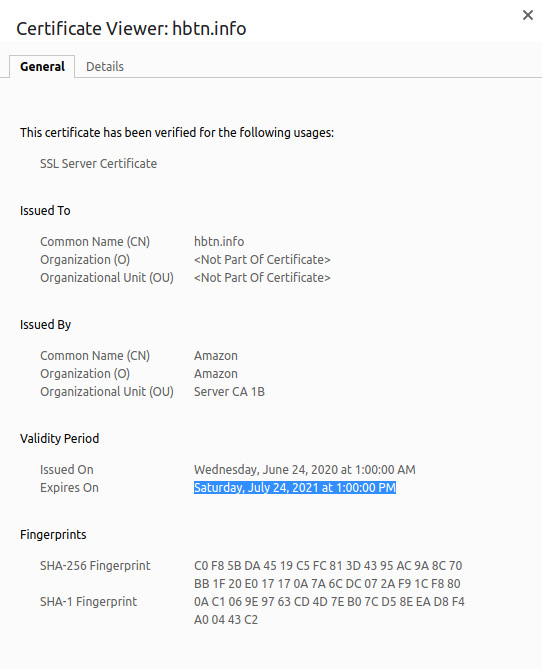 Certificate Viewer: hbtn.info
General Details
This certificate has been verified for the following usages:
SSL Server Certificate
Issued To
Common Name (CN) hbtn.info
Organization (O) <Not Part Of Certificate>
Organizational Unit (OU) <Not Part Of Certificate>
Issued By
Common Name (CN) Amazon
Organization (O) Amazon
Organizational Unit (OU) Server CA 1B
Validity Period
Issued On Wednesday, June 24, 2020 at 1:00:00 AM
Expires On Saturday, July 24, 2021 at 1:00:00 PM
Fingerprints
SHA-256 Fingerprint C0 F8 5B DA 45 19 C5 FC 81 3D 43 95 AC 9A 8C 70
BB 1F 20 E0 17 17 0A 7A 6C DC 07 2A F9 1C F8 80
SHA-1 Fingerprint 0A C1 06 9E 97 63 CD 4D 7E B0 7C D5 8E EA D8 F4
A0 04 43 C2